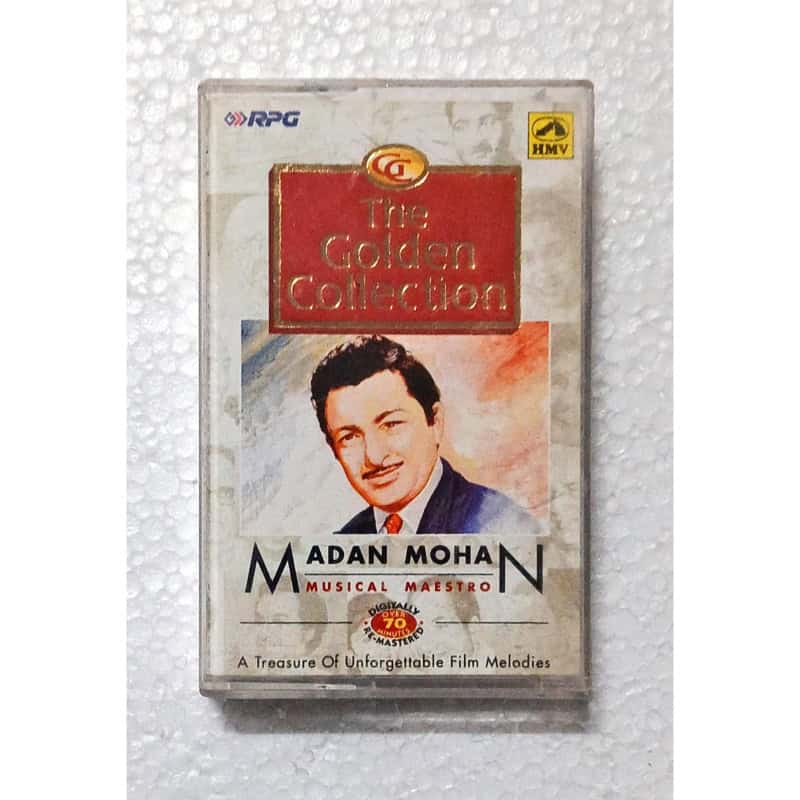 RPG
HMV
GC
The
Golden
Collection
MADAN MOHAN
MUSICAL MAESTRO
DIGITALLY
OVER
70
MINUTES
RE-MASTERED
A Treasure Of Unforgettable Film Melodies